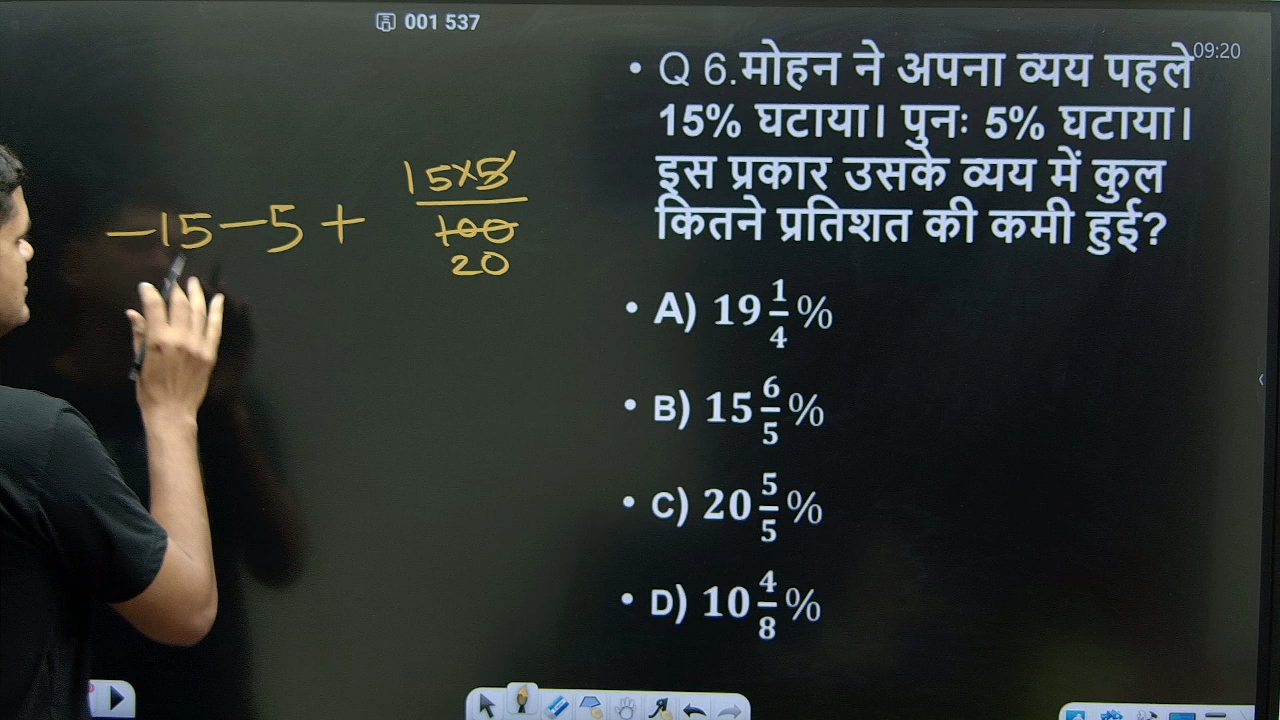 001 537
09:20
• Q 6.मोहन ने अपना व्यय पहले
15% घटाया। पुनः 5% घटाया।
इस प्रकार उसके व्यय में कुल
कितने प्रतिशत की कमी हुई?
• A) 19 1/4 %
• B) 15 6/5 %
• C) 20 5/5 %
• D) 10 4/8 %
15×5
-15-5+
100
20